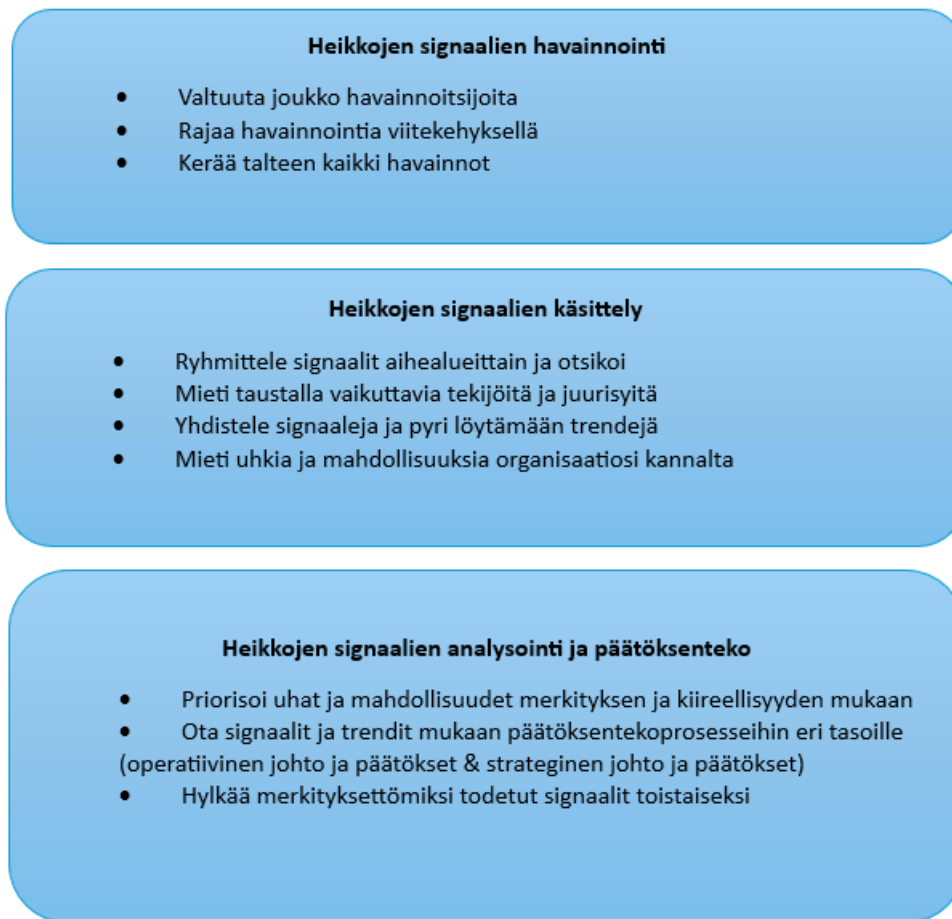 Heikkojen signaalien havainnointi
• Valtuuta joukko havainnoitsijoita
• Rajaa havainnointia viitekehyksellä
• Kerää talteen kaikki havainnot
Heikkojen signaalien käsittely
• Ryhmittele signaalit aihealueittain ja otsikoi
• Mieti taustalla vaikuttavia tekijöitä ja juurisyitä
• Yhdistele signaaleja ja pyri löytämään trendejä
• Mieti uhkia ja mahdollisuuksia organisaatiosi kannalta
Heikkojen signaalien analysointi ja päätöksenteko
• Priorisoi uhat ja mahdollisuudet merkityksen ja kiireellisyyden mukaan
• Ota signaalit ja trendit mukaan päätöksentekoprosesseihin eri tasoille
(operatiivinen johto ja päätökset & strateginen johto ja päätökset)
• Hylkää merkityksettömiksi todetut signaalit toistaiseksi